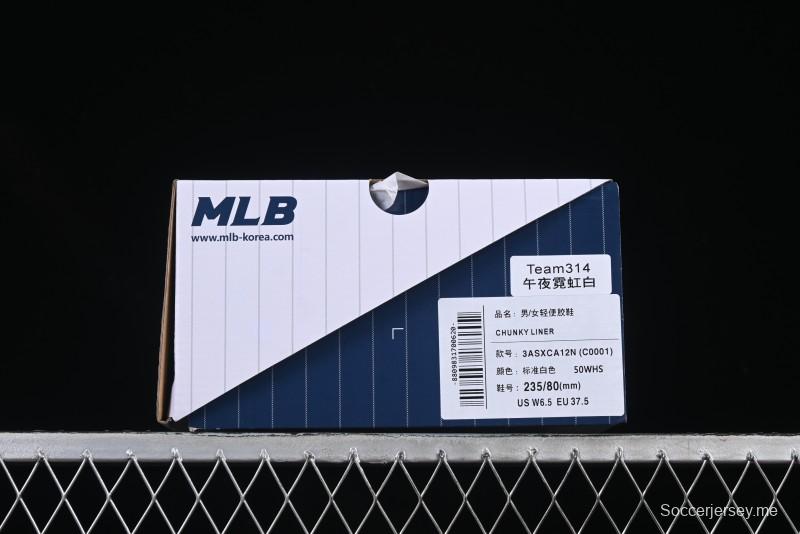 MLB
www.mlb-korea.com
Team314
午夜霓虹白
品名：男/女轻便胶鞋
CHUNKY LINER
款号：3ASXCA12N (C0001)
颜色：标准白色 50WHS
鞋号：235/80(mm)
US W6.5 EU 37.5
Soccerjersey.me